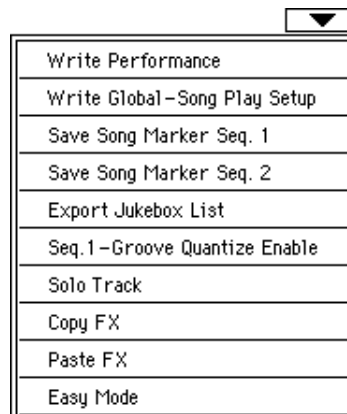 Write Performance
Write Global-Song Play Setup
Save Song Marker Seq. 1
Save Song Marker Seq. 2
Export Jukebox List
Seq.1-Groove Quantize Enable
Solo Track
Copy FX
Paste FX
Easy Mode